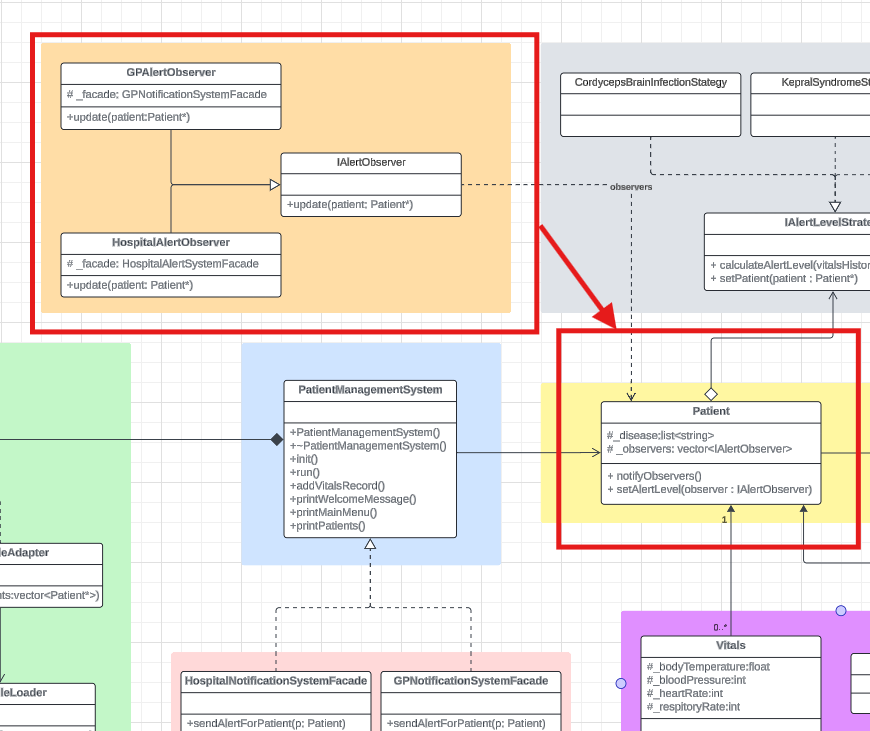 GPAlertObserver
# _facade: GPNotificationSystemFacade
+update(patient:Patient*)
IAlertObserver
+update(patient: Patient*)
HospitalAlertObserver
# _facade: HospitalAlertSystemFacade
+update(patient: Patient*)
observers
CordycepsBrainInfectionStategy
KepralSyndromeSt
IAlertLevelStrate
+ calculateAlertLevel(vitalsHistor
+ setPatient(patient : Patient*)
PatientManagementSystem
+PatientManagementSystem()
+~PatientManagementSystem()
+init()
+run()
+addVitalsRecord()
+printWelcomeMessage()
+printMainMenu()
+printPatients()
Patient
#_disease;list<string>
# _observers: vector<IAlertObserver>
+ notifyObservers()
+ setAlertLevel(observer : IAlertObserver)
1
0..*
leAdapter
nts:vector<Patient*>)
leLoader
HospitalNotificationSystemFacade
+sendAlertForPatient(p; Patient)
GPNotificationSystemFacade
+sendAlertForPatient(p; Patient)
Vitals
#_bodyTemperature:float
#_bloodPressure:int
#_heartRate:int
#_respitoryRate:int